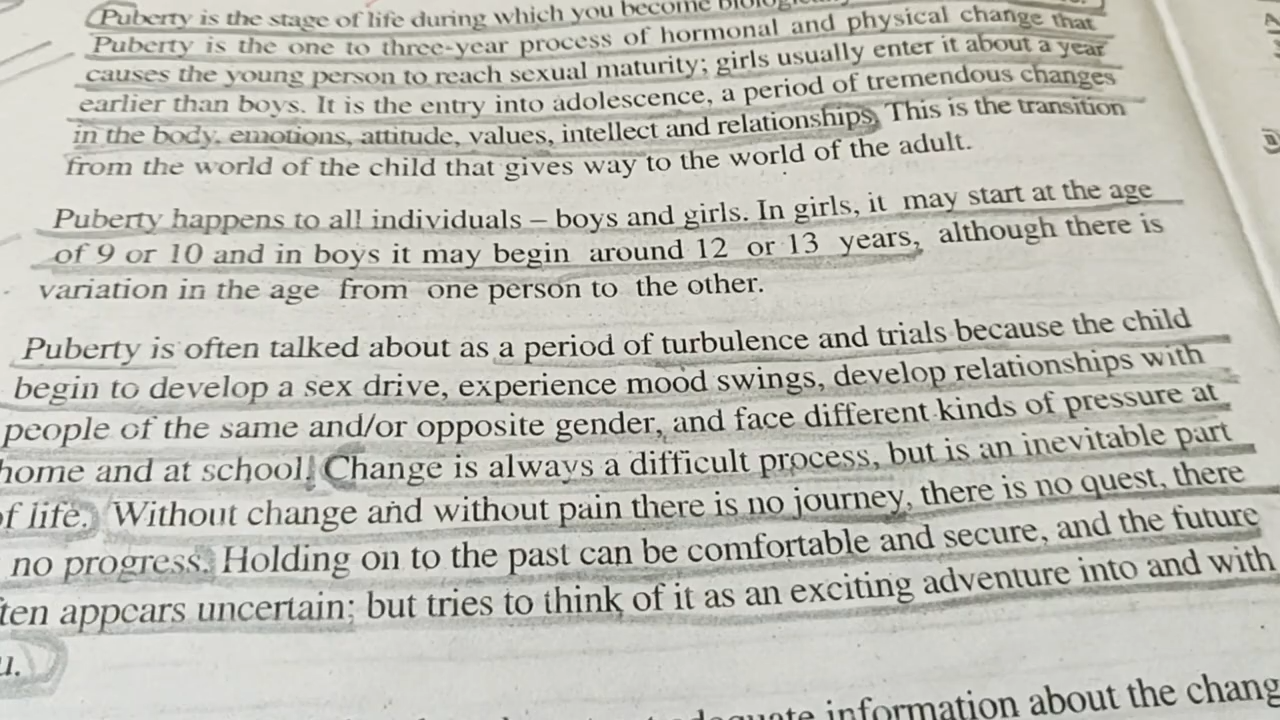 Puberty is the stage of life during which you become
Puberty is the one to three-year process of hormonal and physical change that
causes the young person to reach sexual maturity; girls usually enter it about a year
earlier than boys. It is the entry into adolescence, a period of tremendous changes
in the body, emotions, attitude, values, intellect and relationships. This is the transition
from the world of the child that gives way to the world of the adult.
Puberty happens to all individuals – boys and girls. In girls, it may start at the age
of 9 or 10 and in boys it may begin around 12 or 13 years, although there is
variation in the age from one person to the other.
Puberty is often talked about as a period of turbulence and trials because the child
begin to develop a sex drive, experience mood swings, develop relationships with
people of the same and/or opposite gender, and face different kinds of pressure at
home and at school. Change is always a difficult process, but is an inevitable part
of life. Without change and without pain there is no journey, there is no quest, there
no progress. Holding on to the past can be comfortable and secure, and the future
ten appears uncertain; but tries to think of it as an exciting adventure into and with
u.
information about the chang